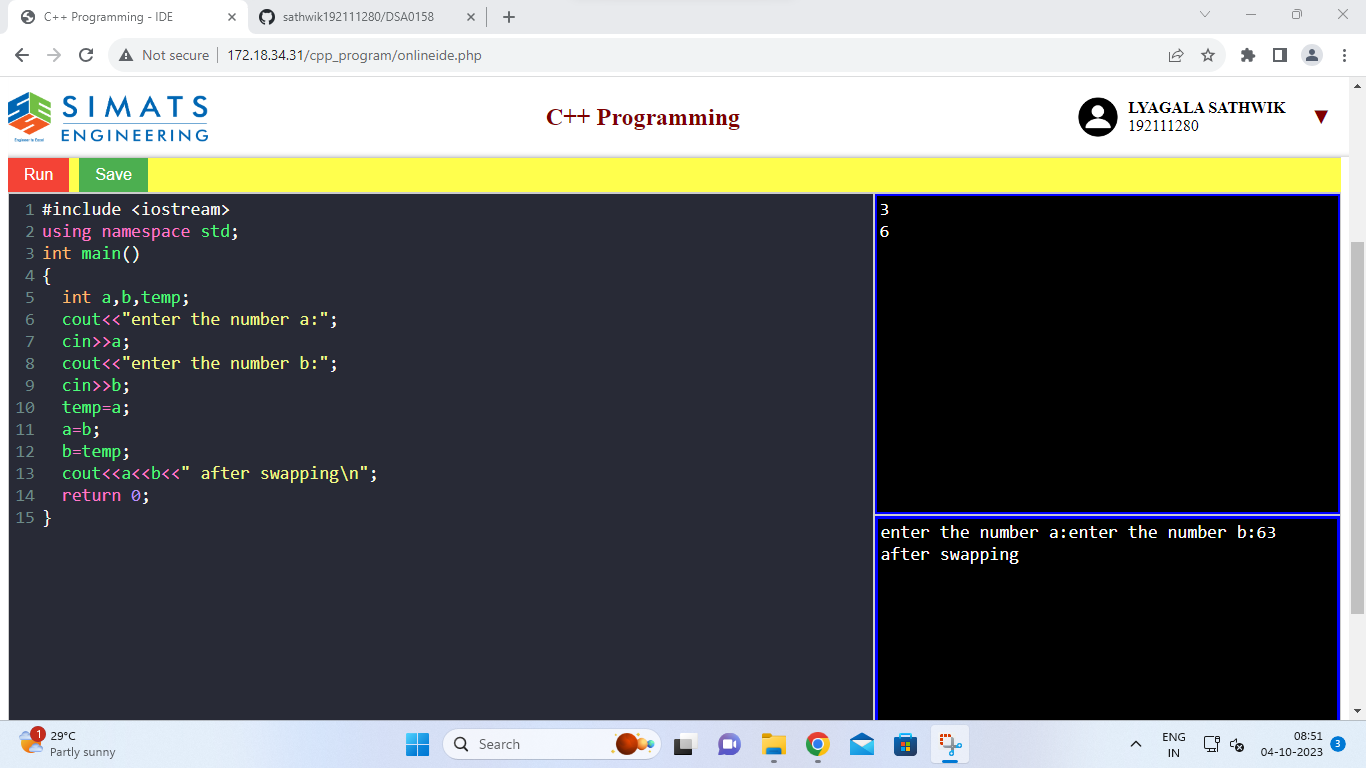 C++ Programming - IDE
sathwik192111280/DSA0158
Not secure
172.18.34.31/cpp_program/onlineide.php
SIMATS
ENGINEERING
Engineer to Excel
C++ Programming
LYAGALA SATHWIK
192111280
Run
Save
1 #include <iostream>
2 using namespace std;
3 int main()
4 {
5 int a,b,temp;
6 cout<<"enter the number a:";
7 cin>>a;
8 cout<<"enter the number b:";
9 cin>>b;
10 temp=a;
11 a=b;
12 b=temp;
13 cout<<a<<b<<" after swapping\n";
14 return 0;
15 }
3
6
enter the number a:enter the number b:63
after swapping
1
29°C
Partly sunny
Search
ENG
IN
08:51
04-10-2023
3